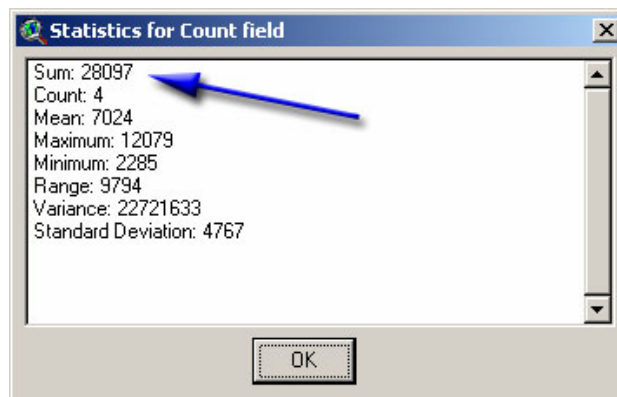 Statistics for Count field
Sum: 28097
Count: 4
Mean: 7024
Maximum: 12079
Minimum: 2285
Range: 9794
Variance: 22721633
Standard Deviation: 4767
OK